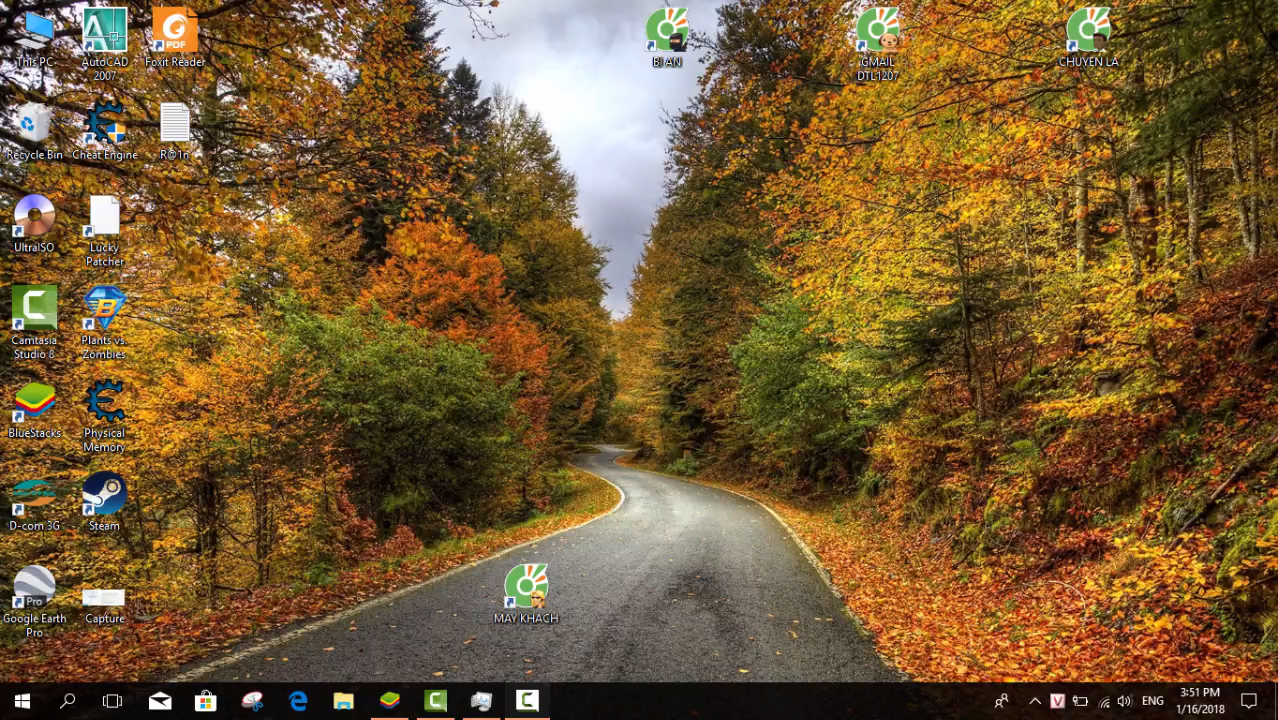 This PC
AutoCAD
2007
PDF
Foxit Reader
BI AN
GMAIL
DTL1207
CHUYEN LA
Recycle Bin
Cheat Engine
R@1n
UltraISO
Lucky
Patcher
Camtasia
Studio 8
Plants vs.
Zombies
BlueStacks
Physical
Memory
D-com 3G
Steam
Pro
Google Earth
Pro
Capture
MAY KHACH
V
ENG
3:51 PM
1/16/2018